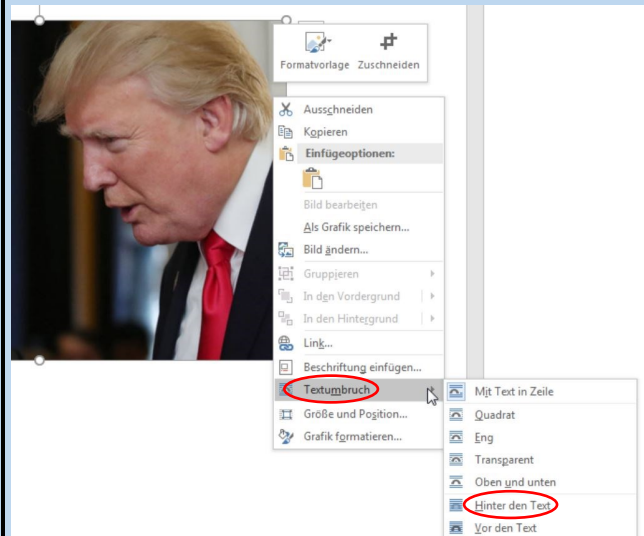 Formatvorlage Zuschneiden
Ausschneiden
Kopieren
Einfügeoptionen:
Bild bearbeiten
Als Grafik speichern...
Bild ändern...
Gruppieren
In den Vordergrund
In den Hintergrund
Link...
Beschriftung einfügen...
Textumbruch
Größe und Position...
Grafik formatieren...
Mit Text in Zeile
Quadrat
Eng
Transparent
Oben und unten
Hinter den Text
Vor den Text